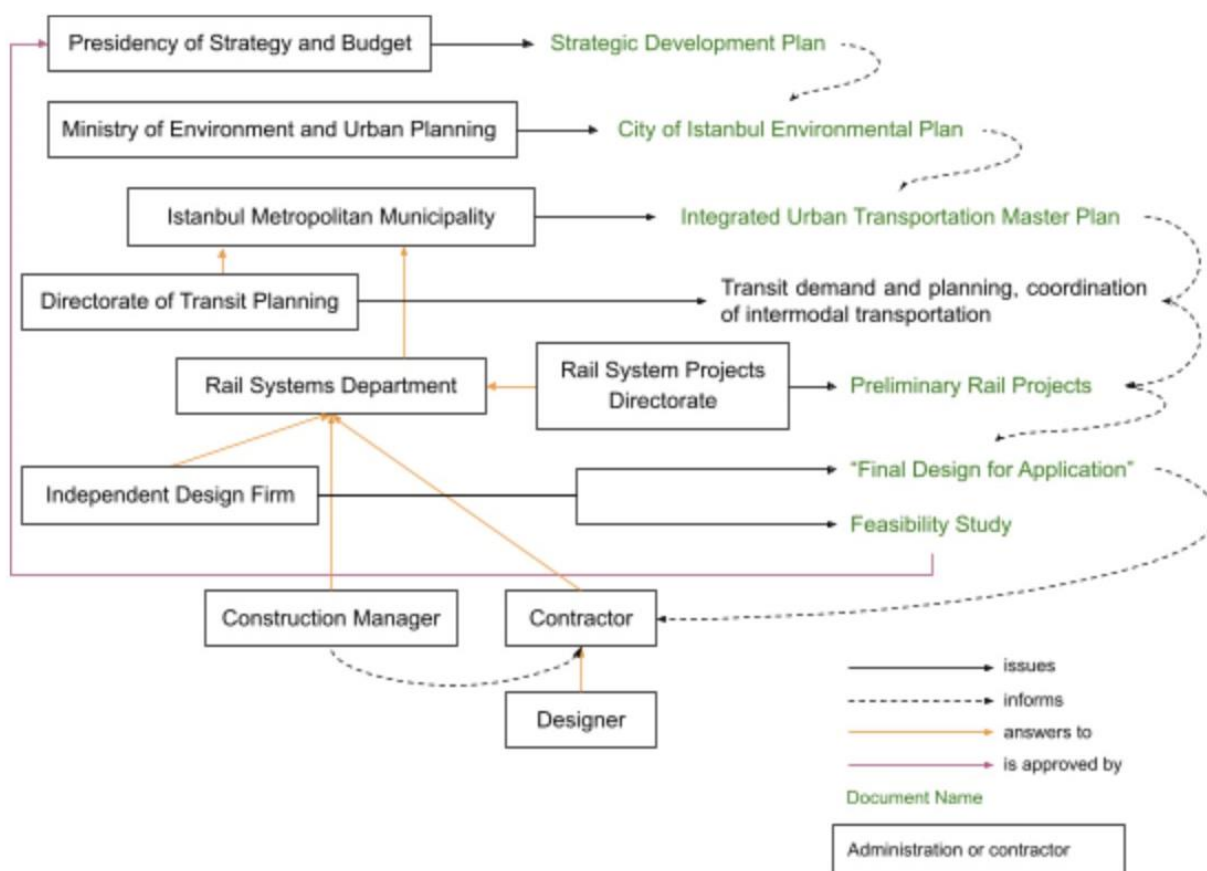 Presidency of Strategy and Budget
Strategic Development Plan
Ministry of Environment and Urban Planning
City of Istanbul Environmental Plan
Istanbul Metropolitan Municipality
Integrated Urban Transportation Master Plan
Directorate of Transit Planning
Transit demand and planning, coordination
of intermodal transportation
Rail Systems Department
Rail System Projects
Directorate
Preliminary Rail Projects
Independent Design Firm
"Final Design for Application"
Feasibility Study
Construction Manager
Contractor
Designer
issues
informs
answers to
is approved by
Document Name
Administration or contractor